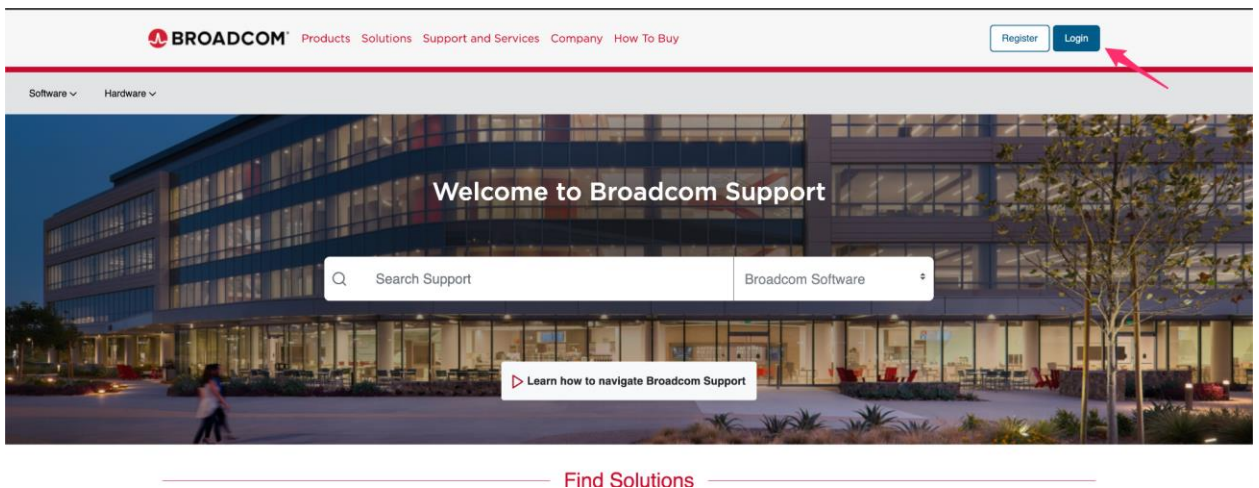 BROADCOM Products Solutions Support and Services Company How To Buy Register Login
Software Hardware
Welcome to Broadcom Support
Search Support Broadcom Software
Learn how to navigate Broadcom Support
Find Solutions